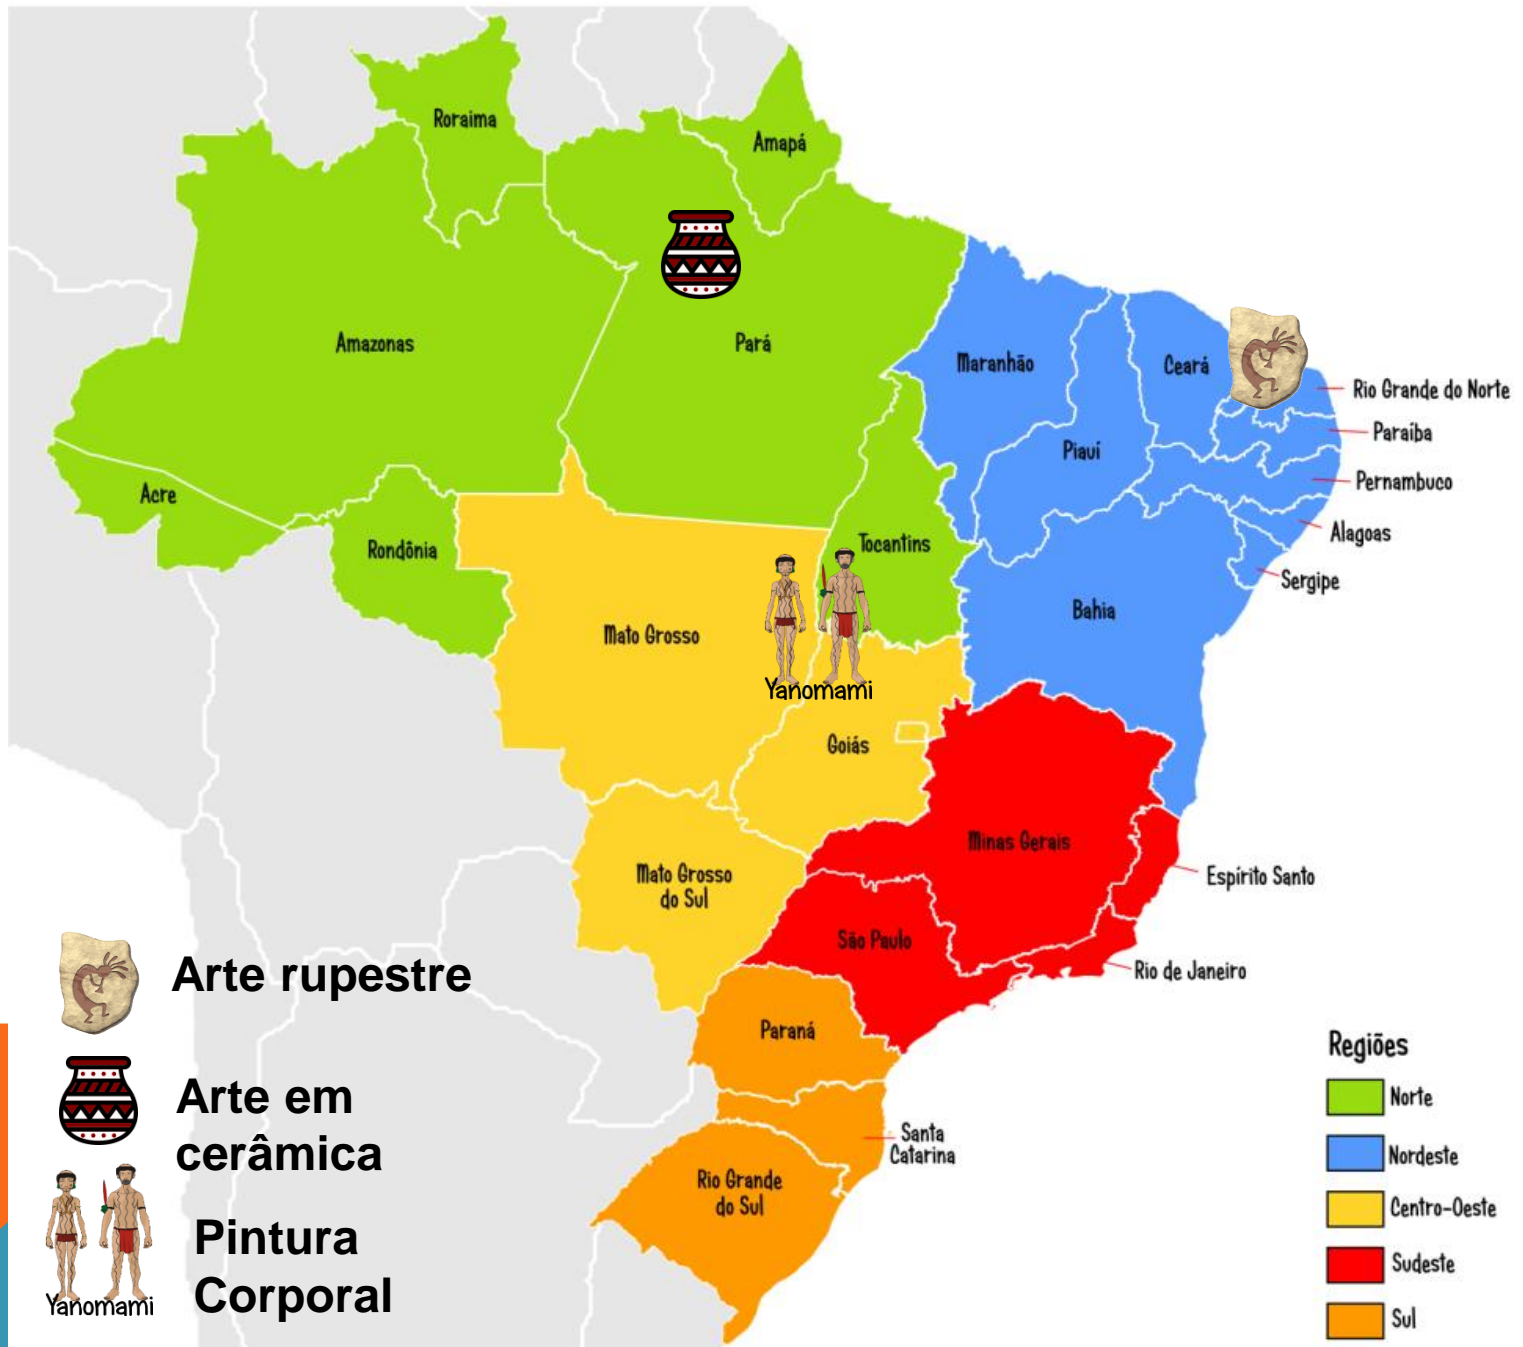 Roraima
Amapá
Amazonas
Pará
Maranhão
Ceará
Rio Grande do Norte
Paraíba
Piauí
Pernambuco
Acre
Alagoas
Rondônia
Tocantins
Sergipe
Bahia
Mato Grosso
Yanomami
Goiás
Minas Gerais
Mato Grosso
do Sul
Espírito Santo
São Paulo
Rio de Janeiro
Paraná
Santa
Catarina
Rio Grande
do Sul
Arte rupestre
Arte em
cerâmica
Pintura
Corporal
Yanomami
Regiões
Norte
Nordeste
Centro-Oeste
Sudeste
Sul